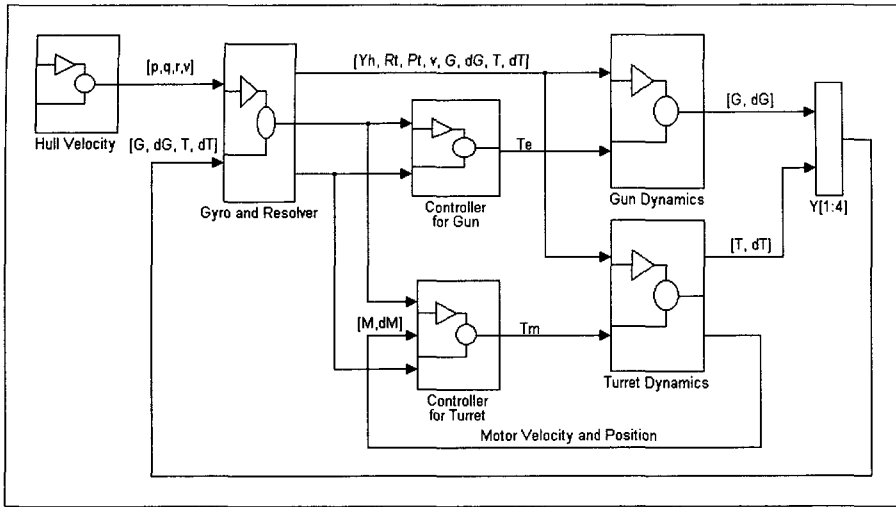 [p,q,r,v]
[Yh, Rt, Pt, v, G, dG, T, dT]
[G, dG]
Hull Velocity
[G, dG, T, dT]
Te
Gyro and Resolver
Controller
for Gun
Gun Dynamics
Y[1:4]
[T, dT]
[M,dM]
Tm
Controller
for Turret
Turret Dynamics
Motor Velocity and Position